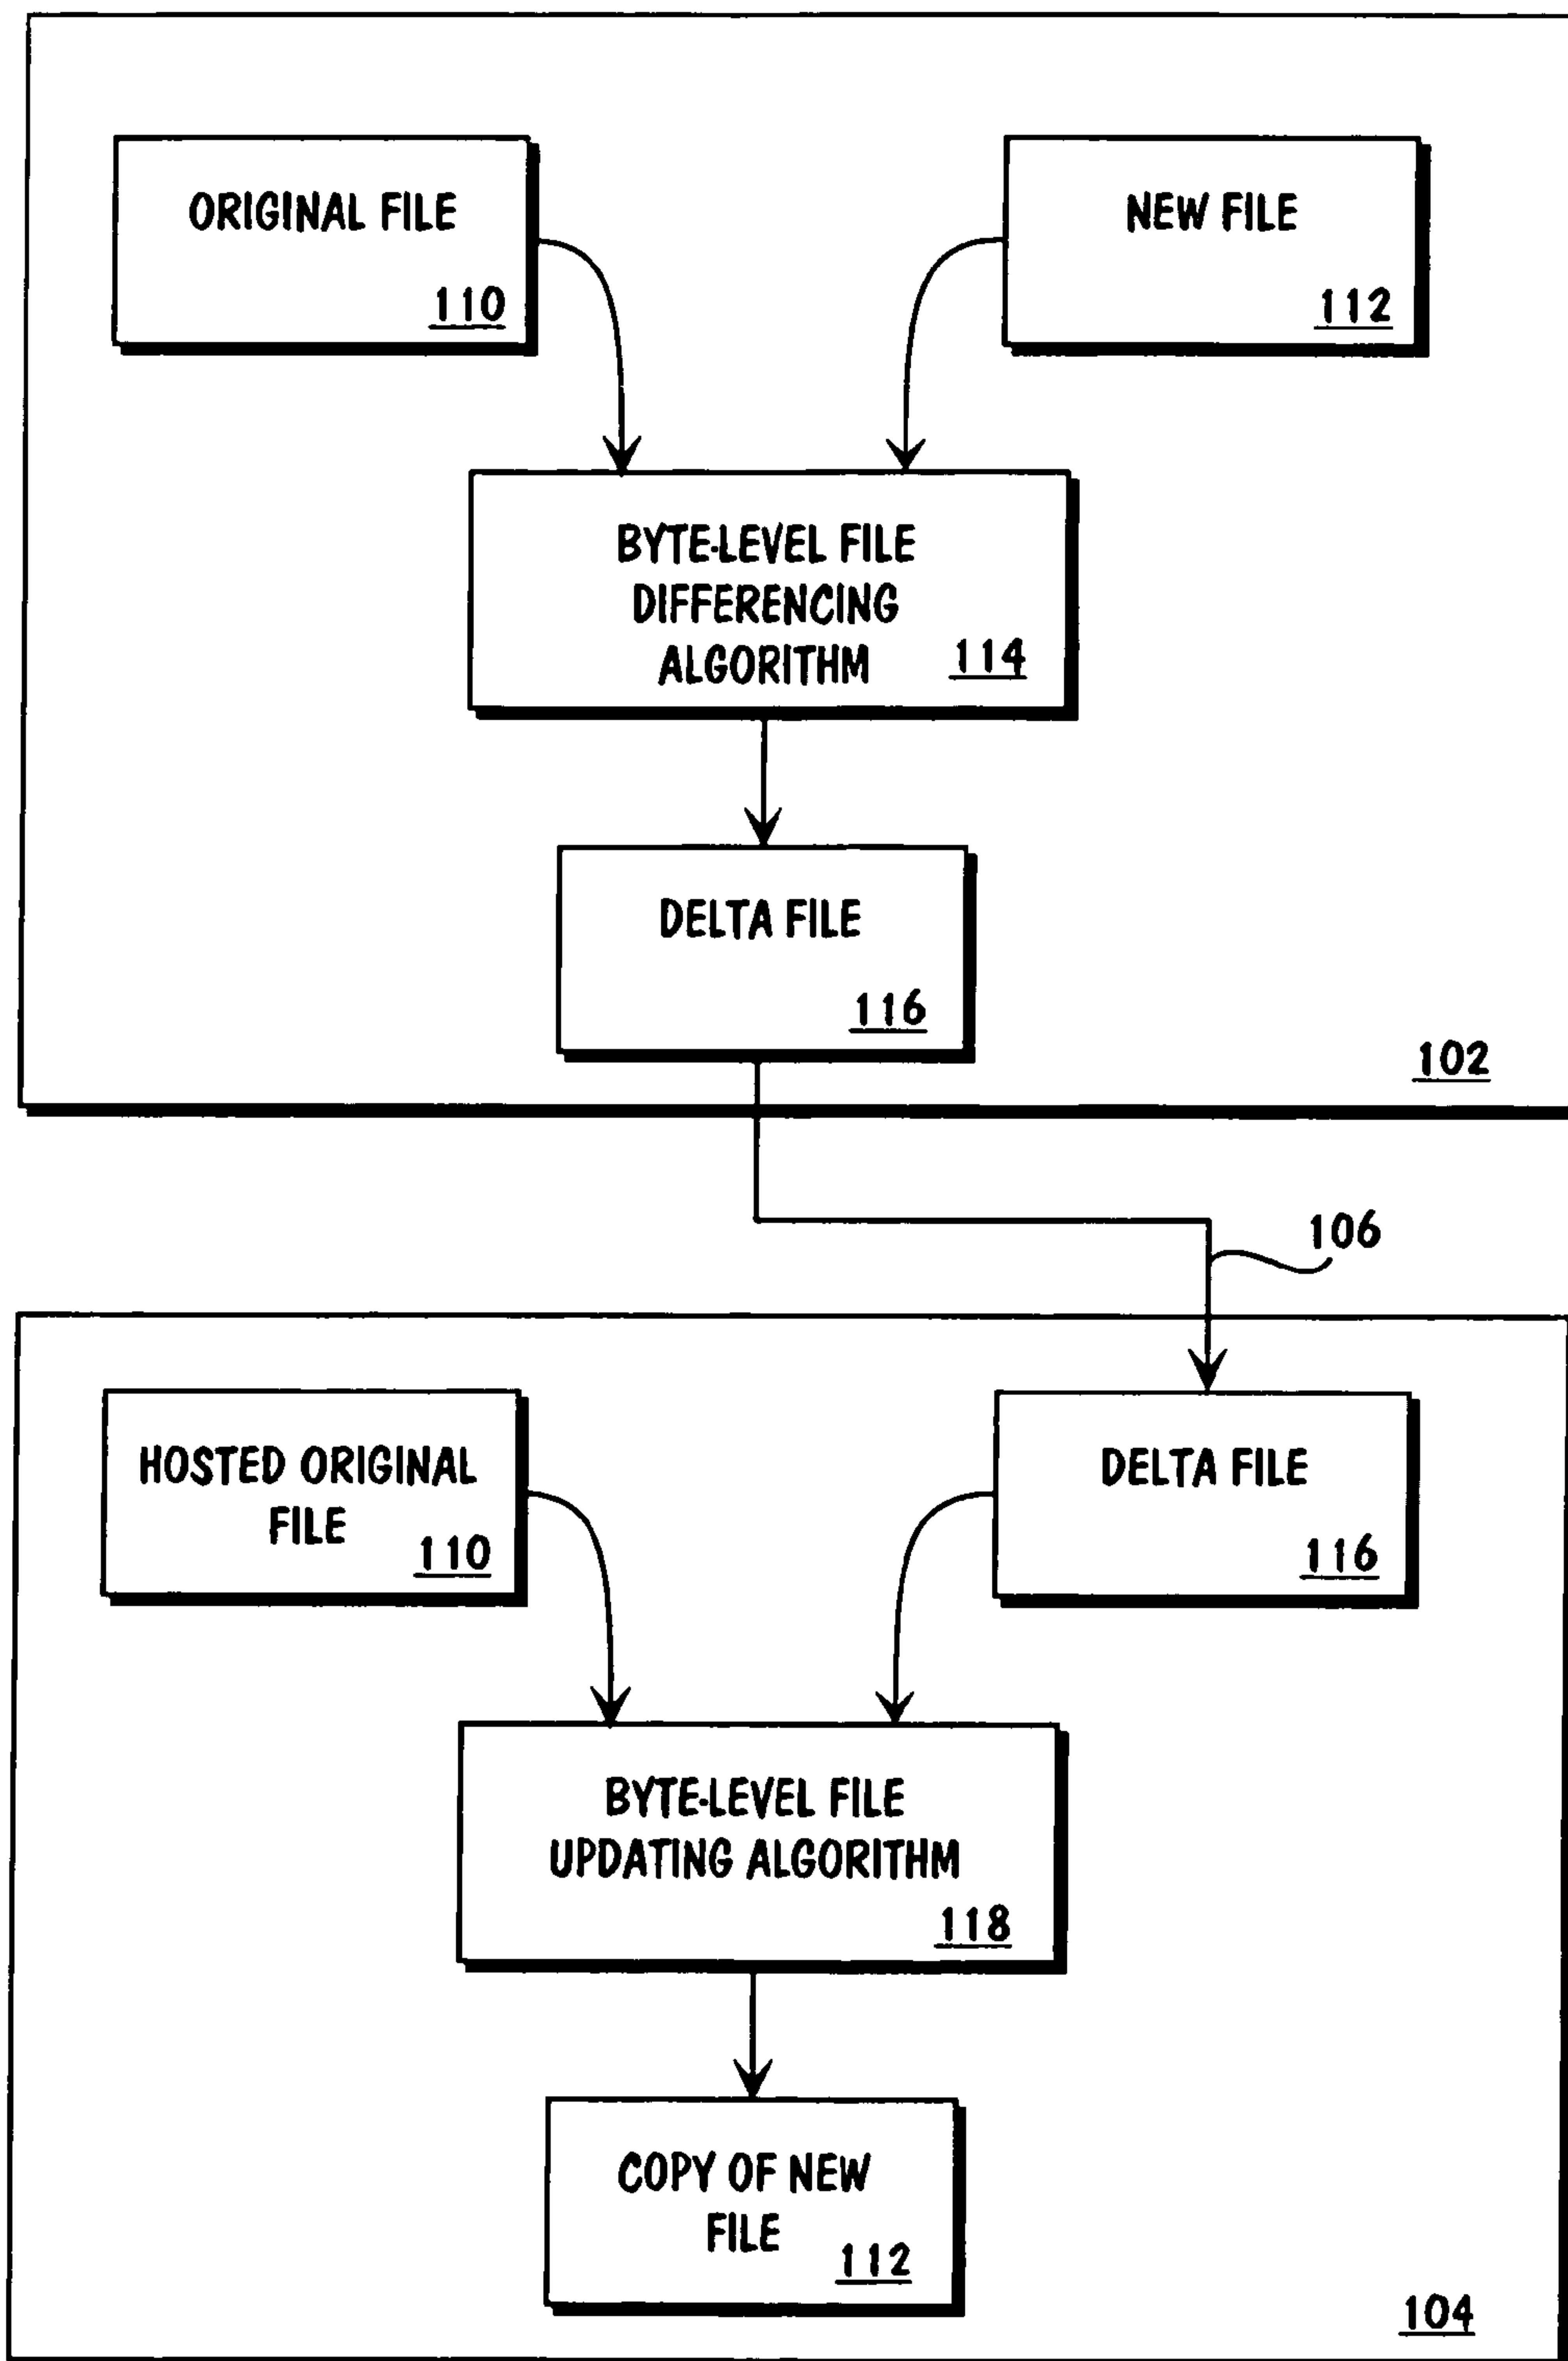 ORIGINAL FILE
110
NEW FILE
112
BYTE-LEVEL FILE
DIFFERENCING
ALGORITHM
114
DELTA FILE
116
102
106
HOSTED ORIGINAL
FILE
110
DELTA FILE
116
BYTE-LEVEL FILE
UPDATING ALGORITHM
118
COPY OF NEW
FILE
112
104